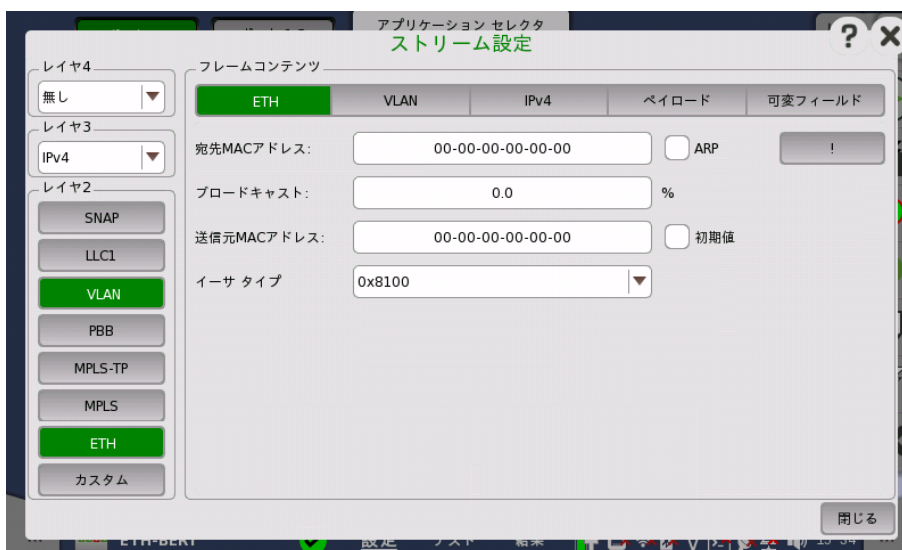 アプリケーション セレクタ
ストリーム設定
?
レイヤ4
無し
レイヤ3
IPv4
レイヤ2
SNAP
LLC1
VLAN
PBB
MPLS-TP
MPLS
ETH
カスタム
フレームコンテンツ
ETH VLAN IPv4 ペイロード 可変フィールド
宛先MACアドレス: 00-00-00-00-00-00 ARP !
ブロードキャスト: 0.0 %
送信元MACアドレス: 00-00-00-00-00-00 初期値
イーサ タイプ 0x8100
閉じる
ETH-BERT 設定 テスト 結果